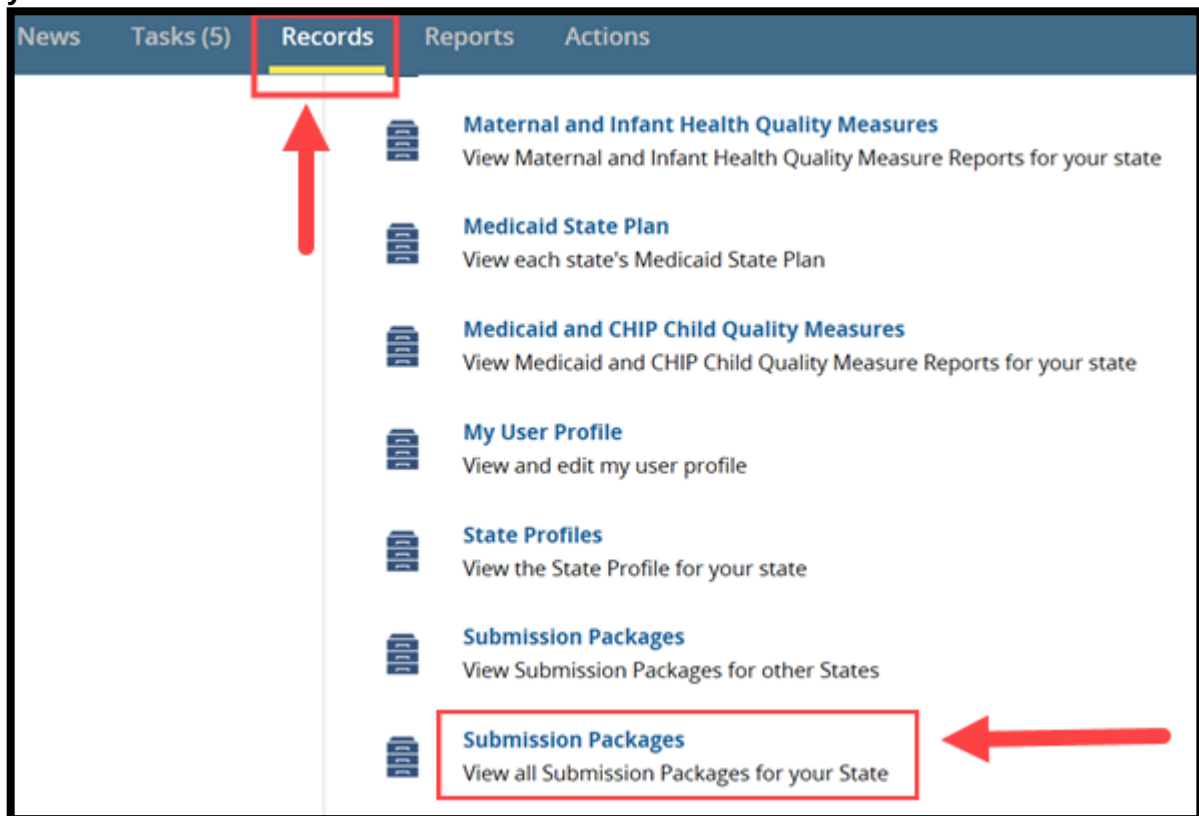 News Tasks (5) Records Reports Actions
Maternal and Infant Health Quality Measures
View Maternal and Infant Health Quality Measure Reports for your state
Medicaid State Plan
View each state's Medicaid State Plan
Medicaid and CHIP Child Quality Measures
View Medicaid and CHIP Child Quality Measure Reports for your state
My User Profile
View and edit my user profile
State Profiles
View the State Profile for your state
Submission Packages
View Submission Packages for other States
Submission Packages
View all Submission Packages for your State